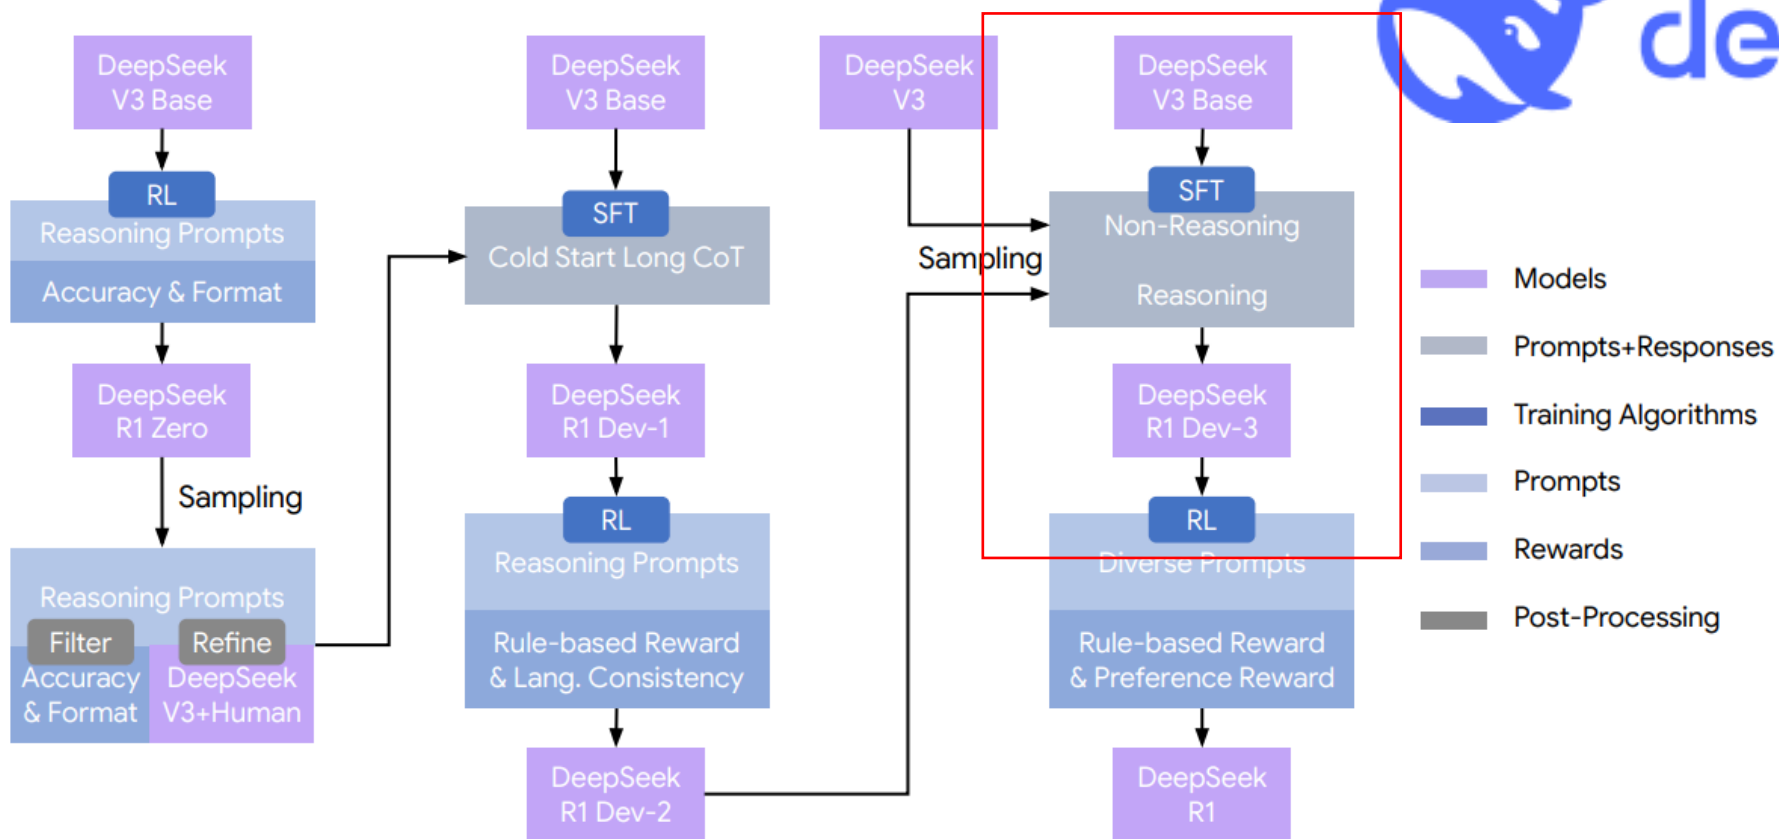 DeepSeek
V3 Base
RL
Reasoning Prompts
Accuracy & Format
DeepSeek
R1 Zero
Sampling
Reasoning Prompts
Filter
Refine
Accuracy
& Format
DeepSeek
V3+Human
DeepSeek
V3 Base
SFT
Cold Start Long CoT
DeepSeek
R1 Dev-1
RL
Reasoning Prompts
Rule-based Reward
& Lang. Consistency
DeepSeek
R1 Dev-2
DeepSeek
V3
Sampling
DeepSeek
V3 Base
SFT
Non-Reasoning
Reasoning
DeepSeek
R1 Dev-3
RL
Diverse Prompts
Rule-based Reward
& Preference Reward
DeepSeek
R1
de
Models
Prompts+Responses
Training Algorithms
Prompts
Rewards
Post-Processing